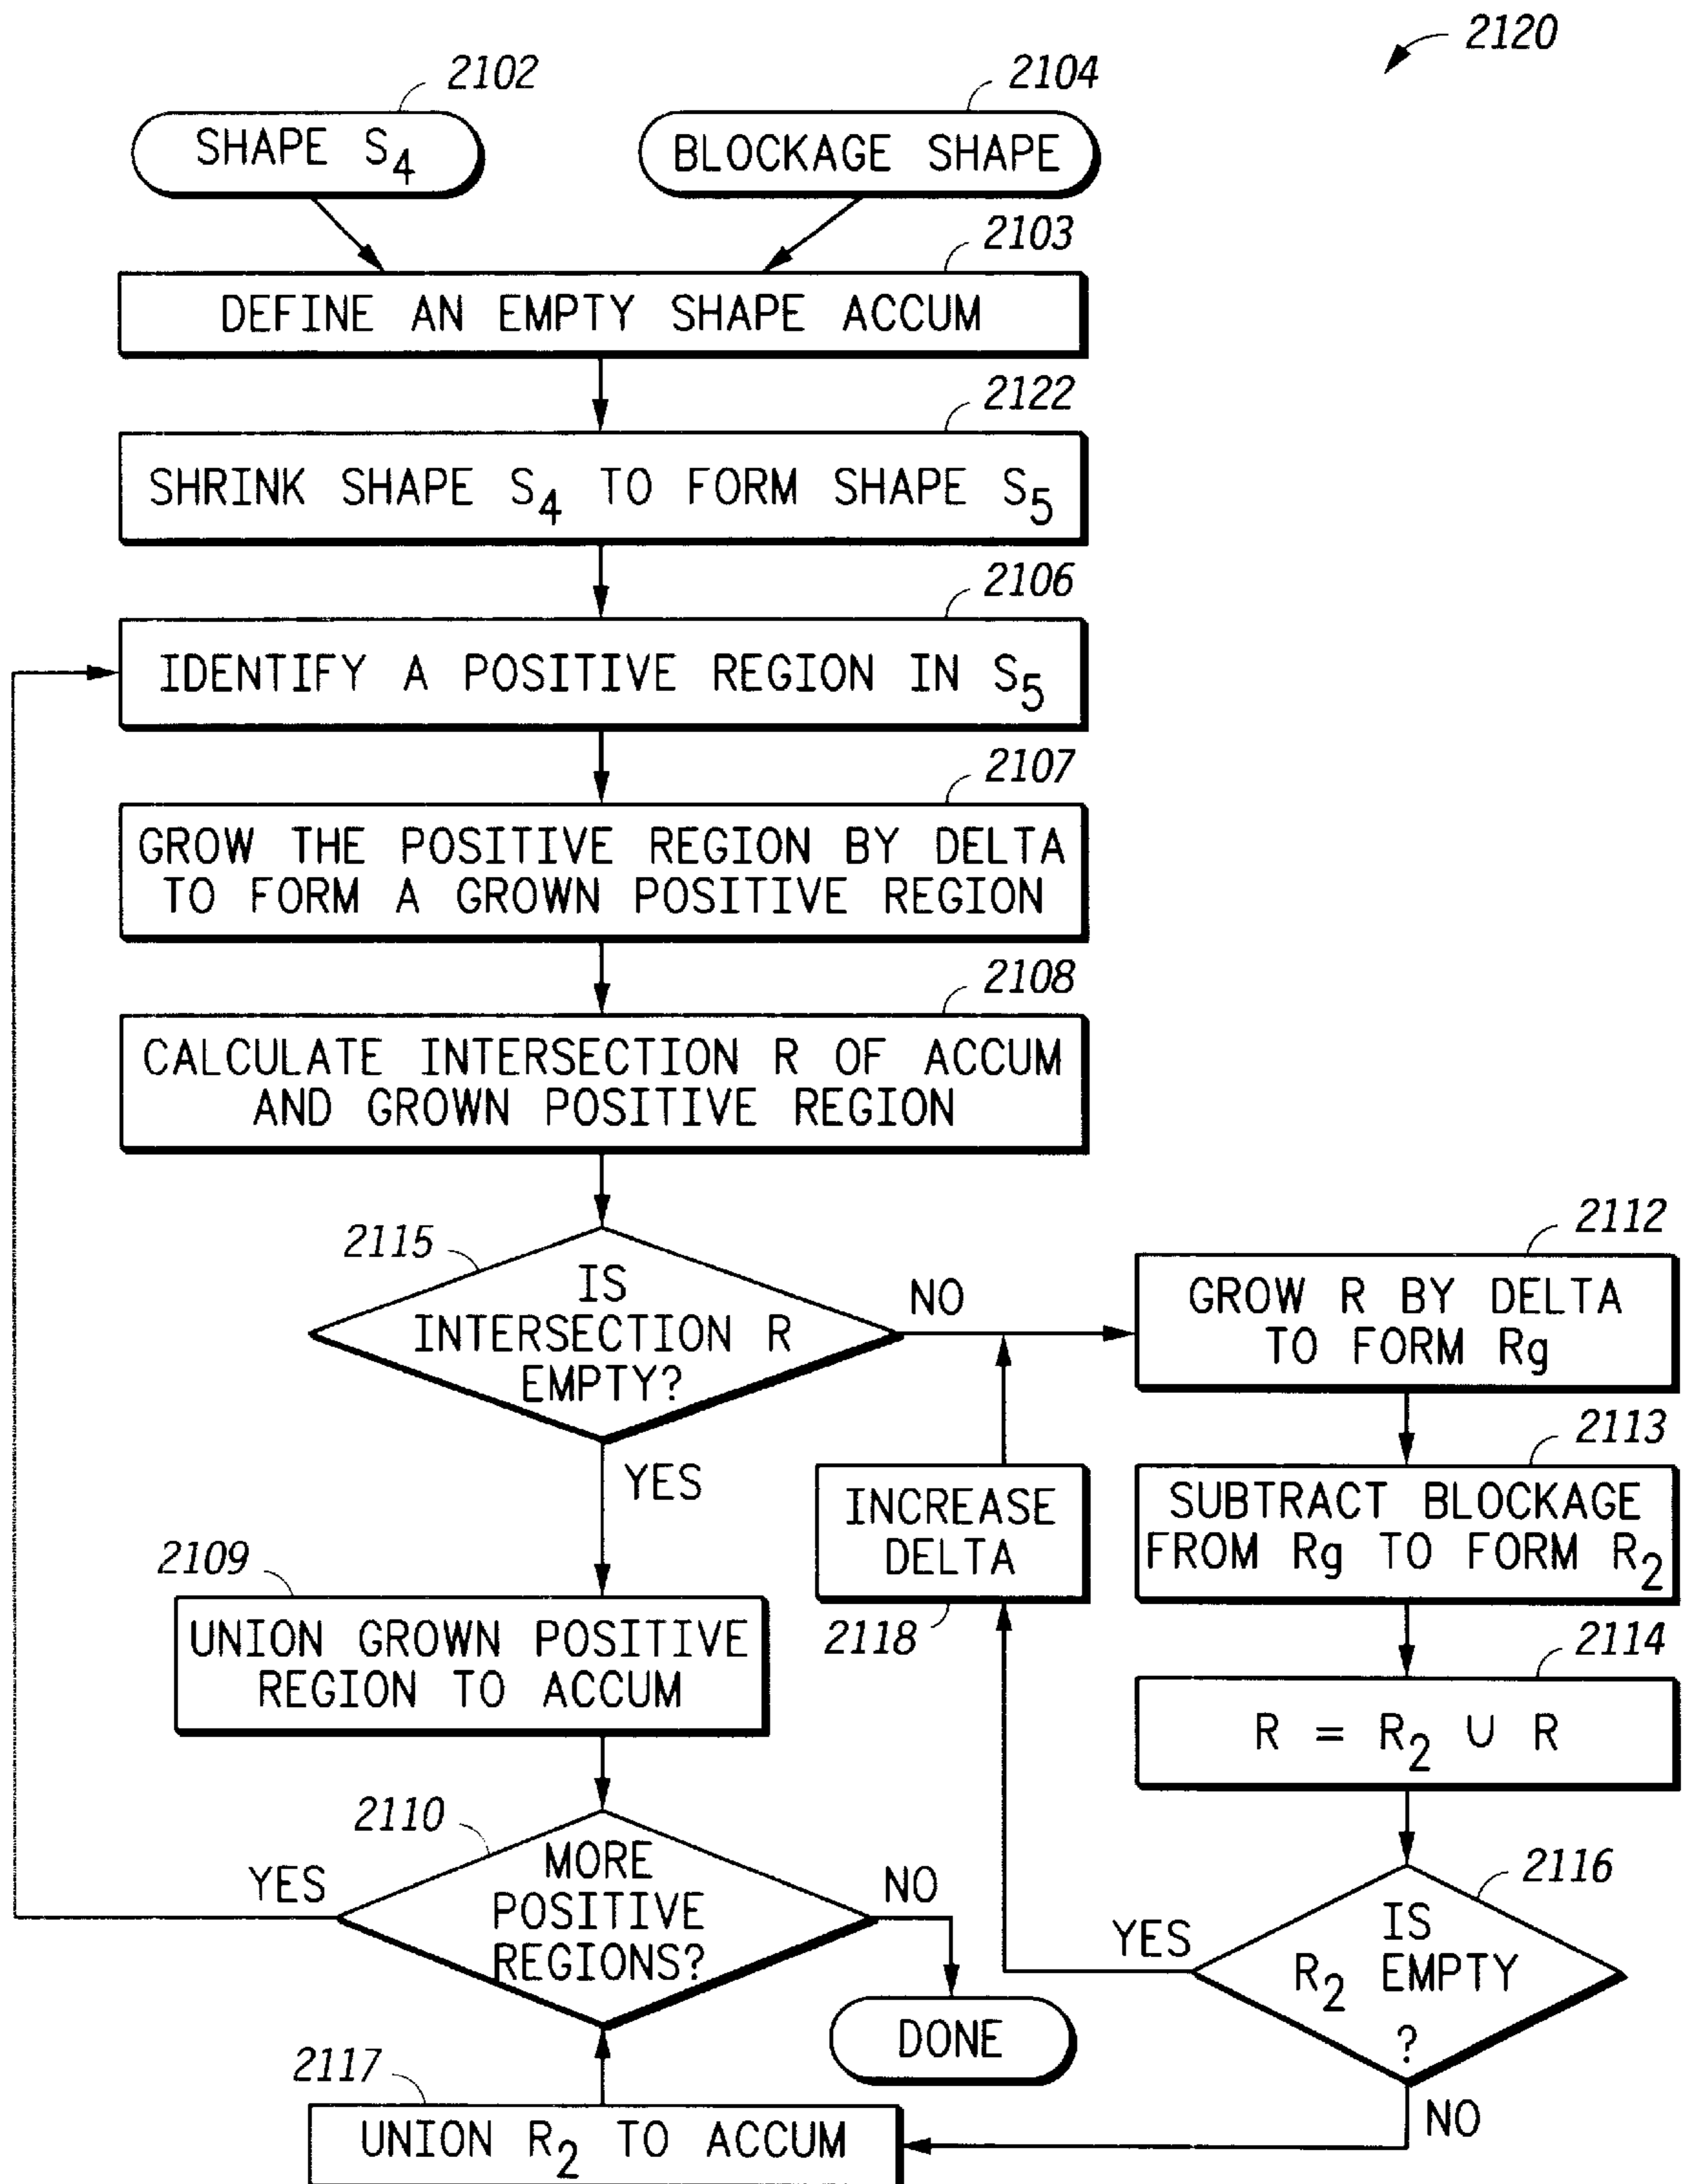 2120
2102
2104
SHAPE S4
BLOCKAGE SHAPE
2103
DEFINE AN EMPTY SHAPE ACCUM
2122
SHRINK SHAPE S4 TO FORM SHAPE S5
2106
IDENTIFY A POSITIVE REGION IN S5
2107
GROW THE POSITIVE REGION BY DELTA
TO FORM A GROWN POSITIVE REGION
2108
CALCULATE INTERSECTION R OF ACCUM
AND GROWN POSITIVE REGION
2115
IS
INTERSECTION R
EMPTY?
NO
YES
2112
GROW R BY DELTA
TO FORM Rg
2113
SUBTRACT BLOCKAGE
FROM Rg TO FORM R2
2114
R = R2 ∪ R
2116
IS
R2 EMPTY
?
YES
NO
INCREASE
DELTA
2118
2109
UNION GROWN POSITIVE
REGION TO ACCUM
2110
MORE
POSITIVE
REGIONS?
YES
NO
DONE
2117
UNION R2 TO ACCUM